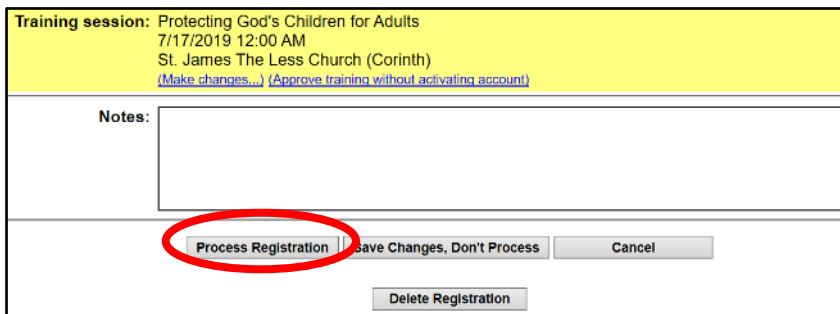 Training session: Protecting God's Children for Adults
7/17/2019 12:00 AM
St. James The Less Church (Corinth)
(Make changes...) (Approve training without activating account)
Notes:
Process Registration Save Changes, Don't Process Cancel
Delete Registration